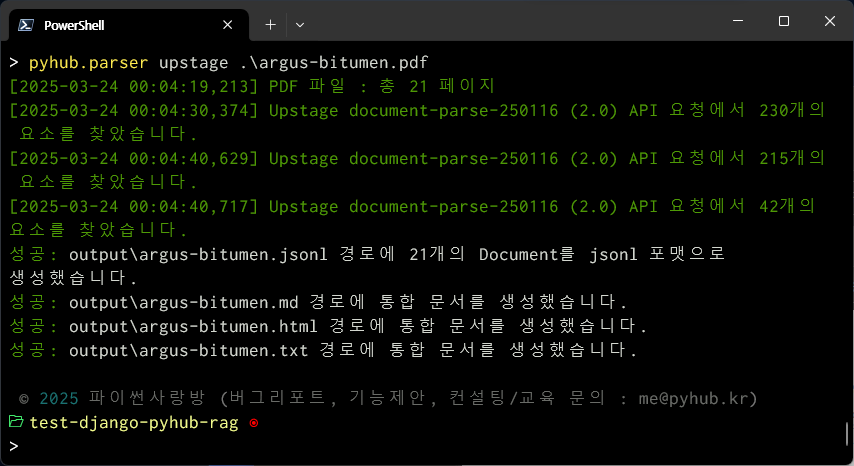 PowerShell
> pyhub.parser upstage .\argus-bitumen.pdf
[2025-03-24 00:04:19,213] PDF 파일 : 총 21 페이지
[2025-03-24 00:04:30,374] Upstage document-parse-250116 (2.0) API 요청에서 230개의
요소를 찾았습니다.
[2025-03-24 00:04:40,629] Upstage document-parse-250116 (2.0) API 요청에서 215개의
요소를 찾았습니다.
[2025-03-24 00:04:40,717] Upstage document-parse-250116 (2.0) API 요청에서 42개의
요소를 찾았습니다.
성공: output\argus-bitumen.jsonl 경로에 21개의 Document를 jsonl 포맷으로
생성했습니다.
성공: output\argus-bitumen.md 경로에 통합 문서를 생성했습니다.
성공: output\argus-bitumen.html 경로에 통합 문서를 생성했습니다.
성공: output\argus-bitumen.txt 경로에 통합 문서를 생성했습니다.
© 2025 파이썬사랑방 (버그리포트, 기능제안, 컨설팅/교육 문의 : me@pyhub.kr)
test-django-pyhub-rag
>